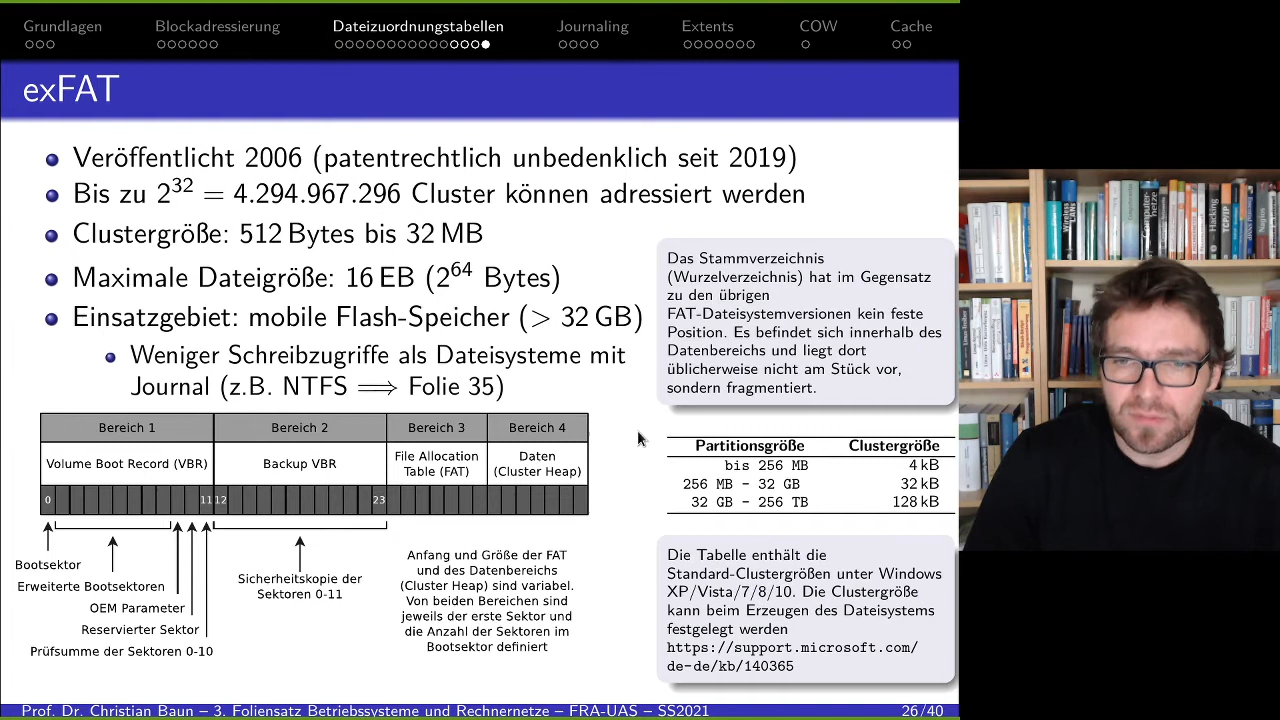 Grundlagen Blockadressierung Dateizuordnungstabellen Journaling Extents COW Cache
exFAT
Veröffentlicht 2006 (patentrechtlich unbedenklich seit 2019)
Bis zu 2^32 = 4.294.967.296 Cluster können adressiert werden
Clustergröße: 512 Bytes bis 32 MB
Maximale Dateigröße: 16 EB (2^64 Bytes)
Einsatzgebiet: mobile Flash-Speicher (> 32 GB)
Weniger Schreibzugriffe als Dateisysteme mit
Journal (z.B. NTFS ⟹ Folie 35)
Das Stammverzeichnis
(Wurzelverzeichnis) hat im Gegensatz
zu den übrigen
FAT-Dateisystemversionen kein feste
Position. Es befindet sich innerhalb des
Datenbereichs und liegt dort
üblicherweise nicht am Stück vor,
sondern fragmentiert.
Bereich 1 Bereich 2 Bereich 3 Bereich 4
Volume Boot Record (VBR) Backup VBR
File Allocation
Table (FAT)
Daten
(Cluster Heap)
0 11 12 23
Bootsektor
Erweiterte Bootsektoren
OEM Parameter
Reservierter Sektor
Prüfsumme der Sektoren 0-10
Sicherheitskopie der
Sektoren 0-11
Anfang und Größe der FAT
und des Datenbereichs
(Cluster Heap) sind variabel.
Von beiden Bereichen sind
jeweils der erste Sektor und
die Anzahl der Sektoren im
Bootsektor definiert
Partitionsgröße Clustergröße
bis 256 MB 4 kB
256 MB - 32 GB 32 kB
32 GB - 256 TB 128 kB
Die Tabelle enthält die
Standard-Clustergrößen unter Windows
XP/Vista/7/8/10. Die Clustergröße
kann beim Erzeugen des Dateisystems
festgelegt werden
https://support.microsoft.com/
de-de/kb/140365
Prof. Dr. Christian Baun – 3. Foliensatz Betriebssysteme und Rechnernetze – FRA-UAS – SS2021 26/40
Wireless LANs
Computer-
netze
Hacking
TCP/IP